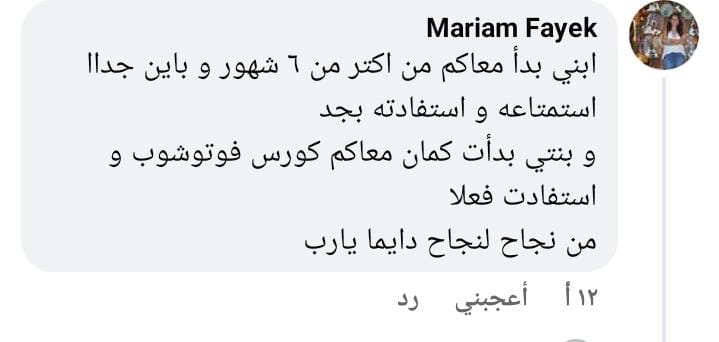 Mariam Fayek
ابني بدأ معاكم من اكتر من ٦ شهور و باين جداا
استمتاعه و استفادته بجد
و بنتي بدأت كمان معاكم كورس فوتوشوب و
استفادت فعلا
من نجاح لنجاح دايما يارب
١٢ أ أعجبني رد